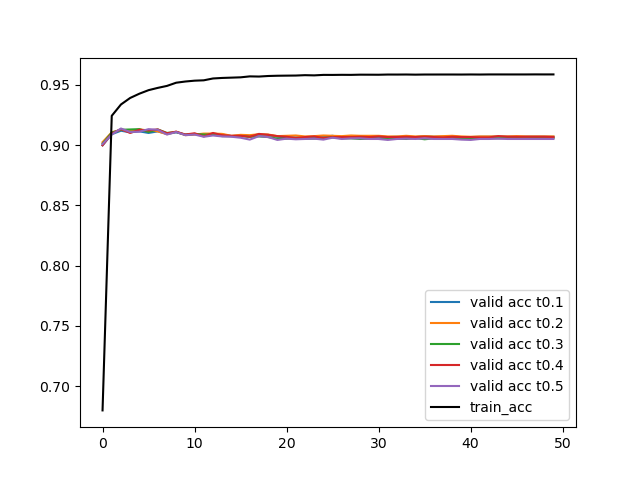 0.95
0.90
0.85
0.80
0.75
0.70
0
10
20
30
40
50
valid acc t0.1
valid acc t0.2
valid acc t0.3
valid acc t0.4
valid acc t0.5
train_acc